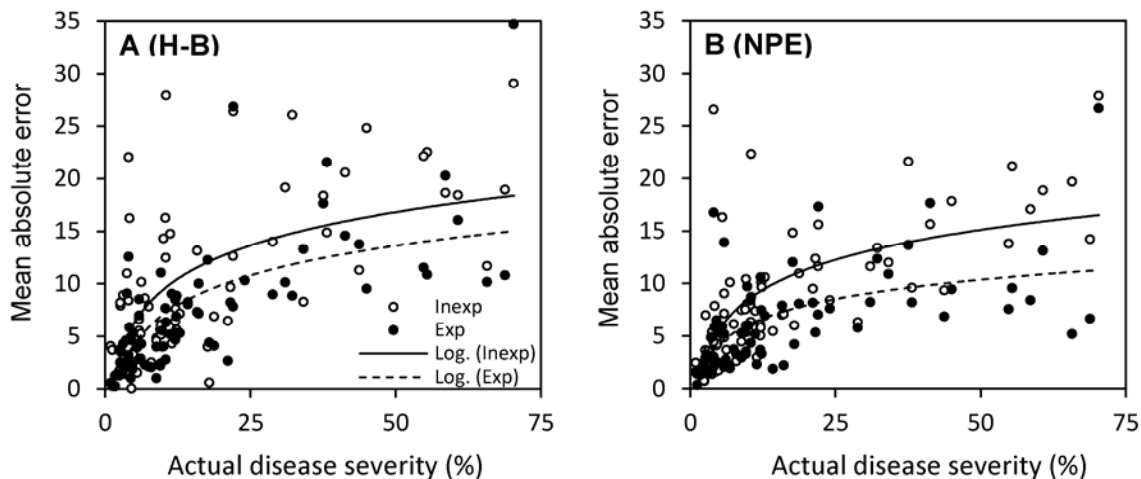 A (H-B)
Mean absolute error
35
30
25
20
15
10
5
0
0
25
50
75
Actual disease severity (%)
Inexp
Exp
Log. (Inexp)
Log. (Exp)
B (NPE)
Mean absolute error
35
30
25
20
15
10
5
0
0
25
50
75
Actual disease severity (%)